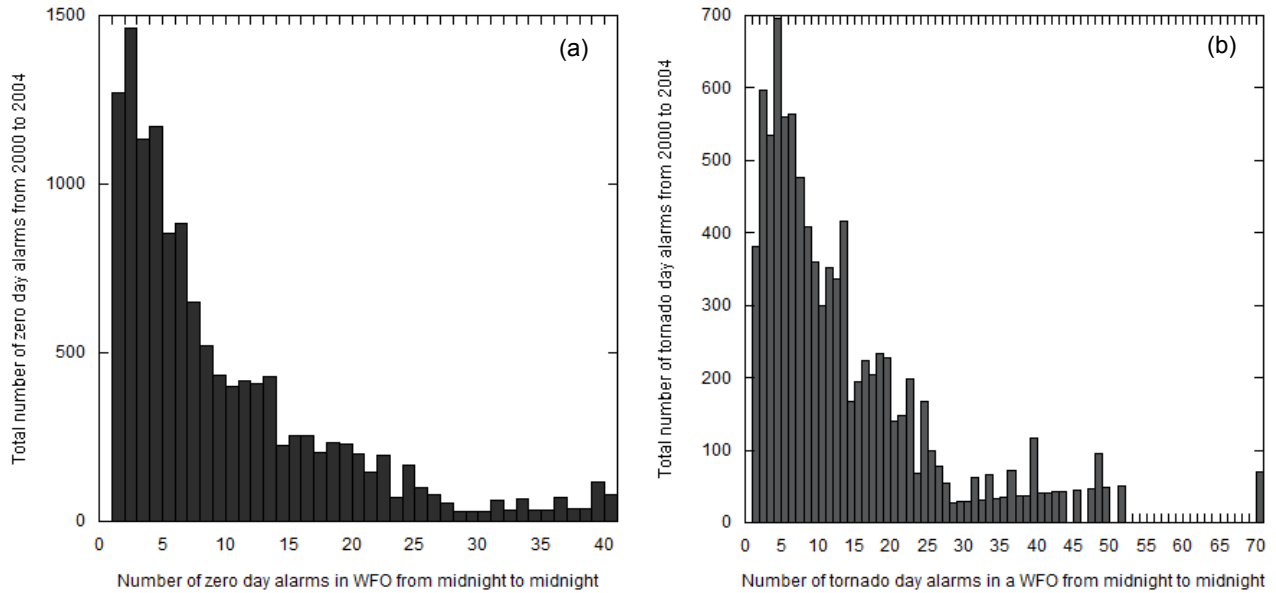 (a)
Total number of zero day alarms from 2000 to 2004
1500
1000
500
0
0 5 10 15 20 25 30 35 40
Number of zero day alarms in WFO from midnight to midnight
(b)
Total number of tornado day alarms from 2000 to 2004
700
600
500
400
300
200
100
0
0 5 10 15 20 25 30 35 40 45 50 55 60 65 70
Number of tornado day alarms in a WFO from midnight to midnight